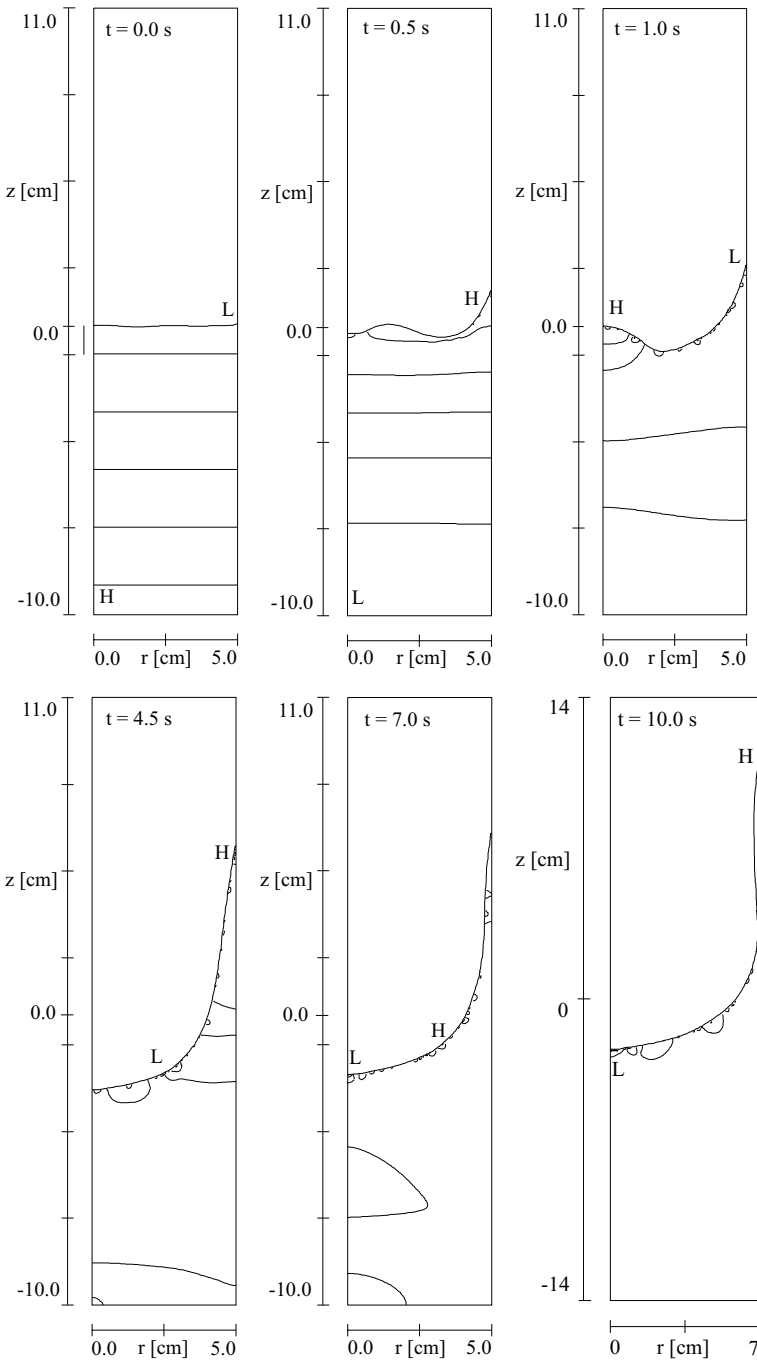 11.0
t = 0.0 s
z [cm]
L
0.0
H
-10.0
0.0 r [cm] 5.0
11.0
t = 0.5 s
z [cm]
H
0.0
L
-10.0
0.0 r [cm] 5.0
11.0
t = 1.0 s
z [cm]
L
H
0.0
-10.0
0.0 r [cm] 5.0
11.0
t = 4.5 s
H
z [cm]
0.0
L
-10.0
0.0 r [cm] 5.0
11.0
t = 7.0 s
z [cm]
0.0
H
L
-10.0
0.0 r [cm] 5.0
14
t = 10.0 s
H
z [cm]
0
L
-14
0 r [cm] 7